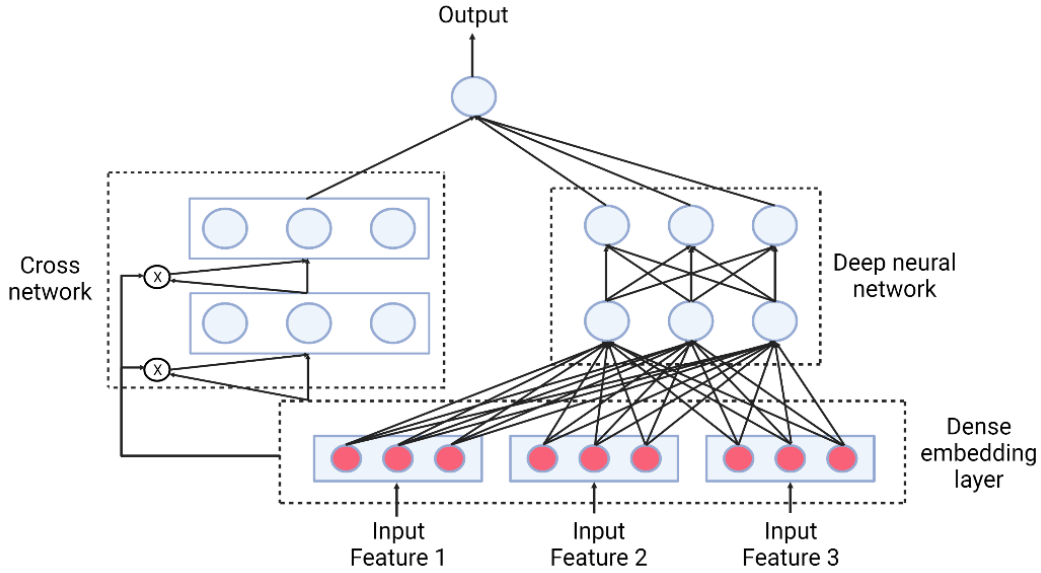 Output
Cross
network
X
X
Deep neural
network
Dense
embedding
layer
Input
Feature 1
Input
Feature 2
Input
Feature 3